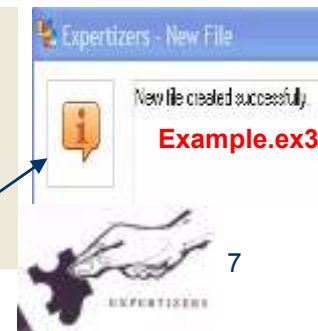 Expertizers - New File
New file created successfully.
Example.ex3
7
EXPERTIZERS